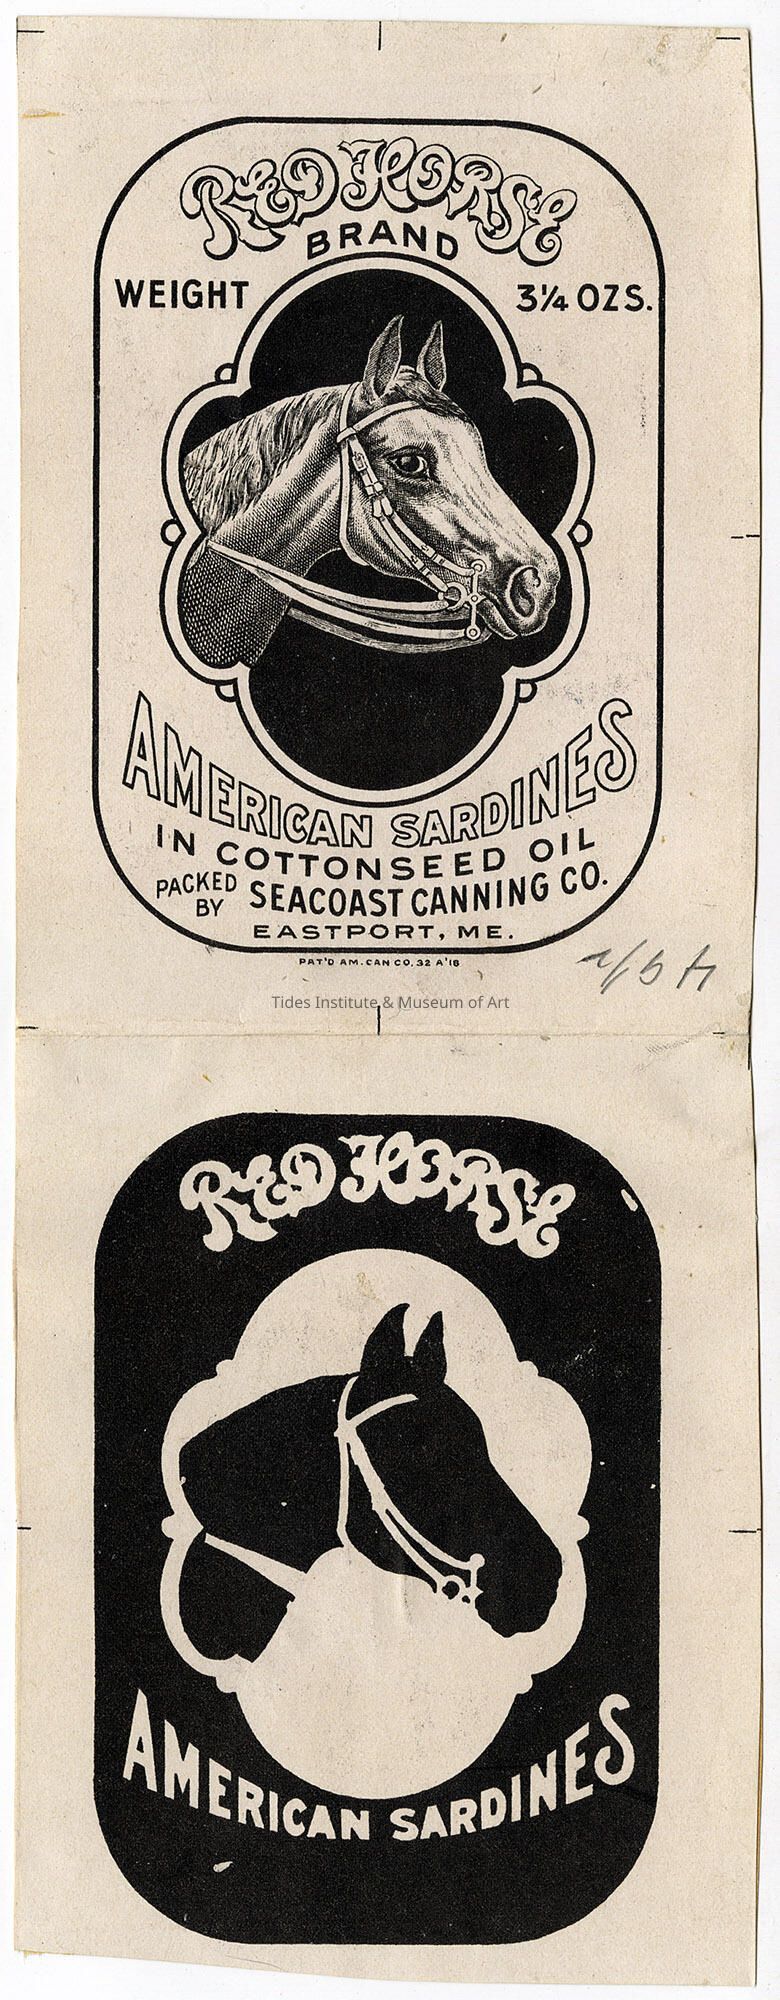 RED HORSE
BRAND
WEIGHT 3¼ OZS.
AMERICAN SARDINES
IN COTTONSEED OIL
PACKED BY SEACOAST CANNING CO.
EASTPORT, ME.
PAT'D AM. CAN CO. 32 A'18
Tides Institute & Museum of Art
RED HORSE
AMERICAN SARDINES